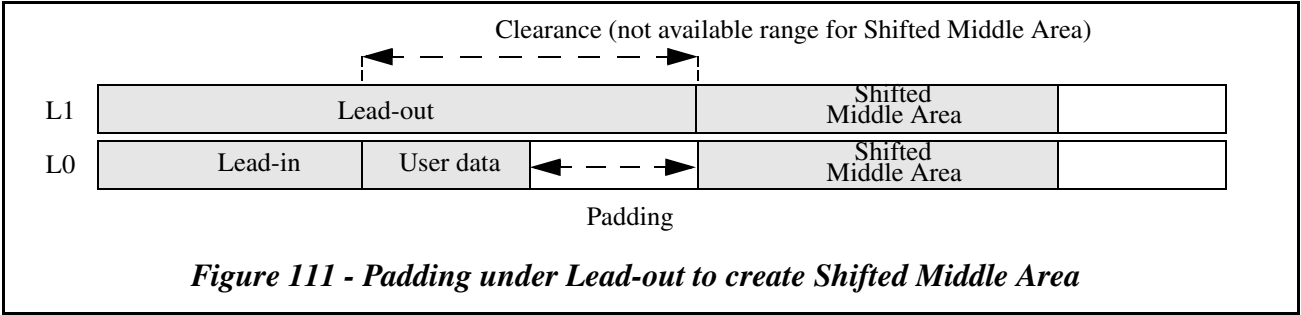 Clearance (not available range for Shifted Middle Area)
L1
Lead-out
Shifted
Middle Area
L0
Lead-in
User data
Shifted
Middle Area
Padding
Figure 111 - Padding under Lead-out to create Shifted Middle Area